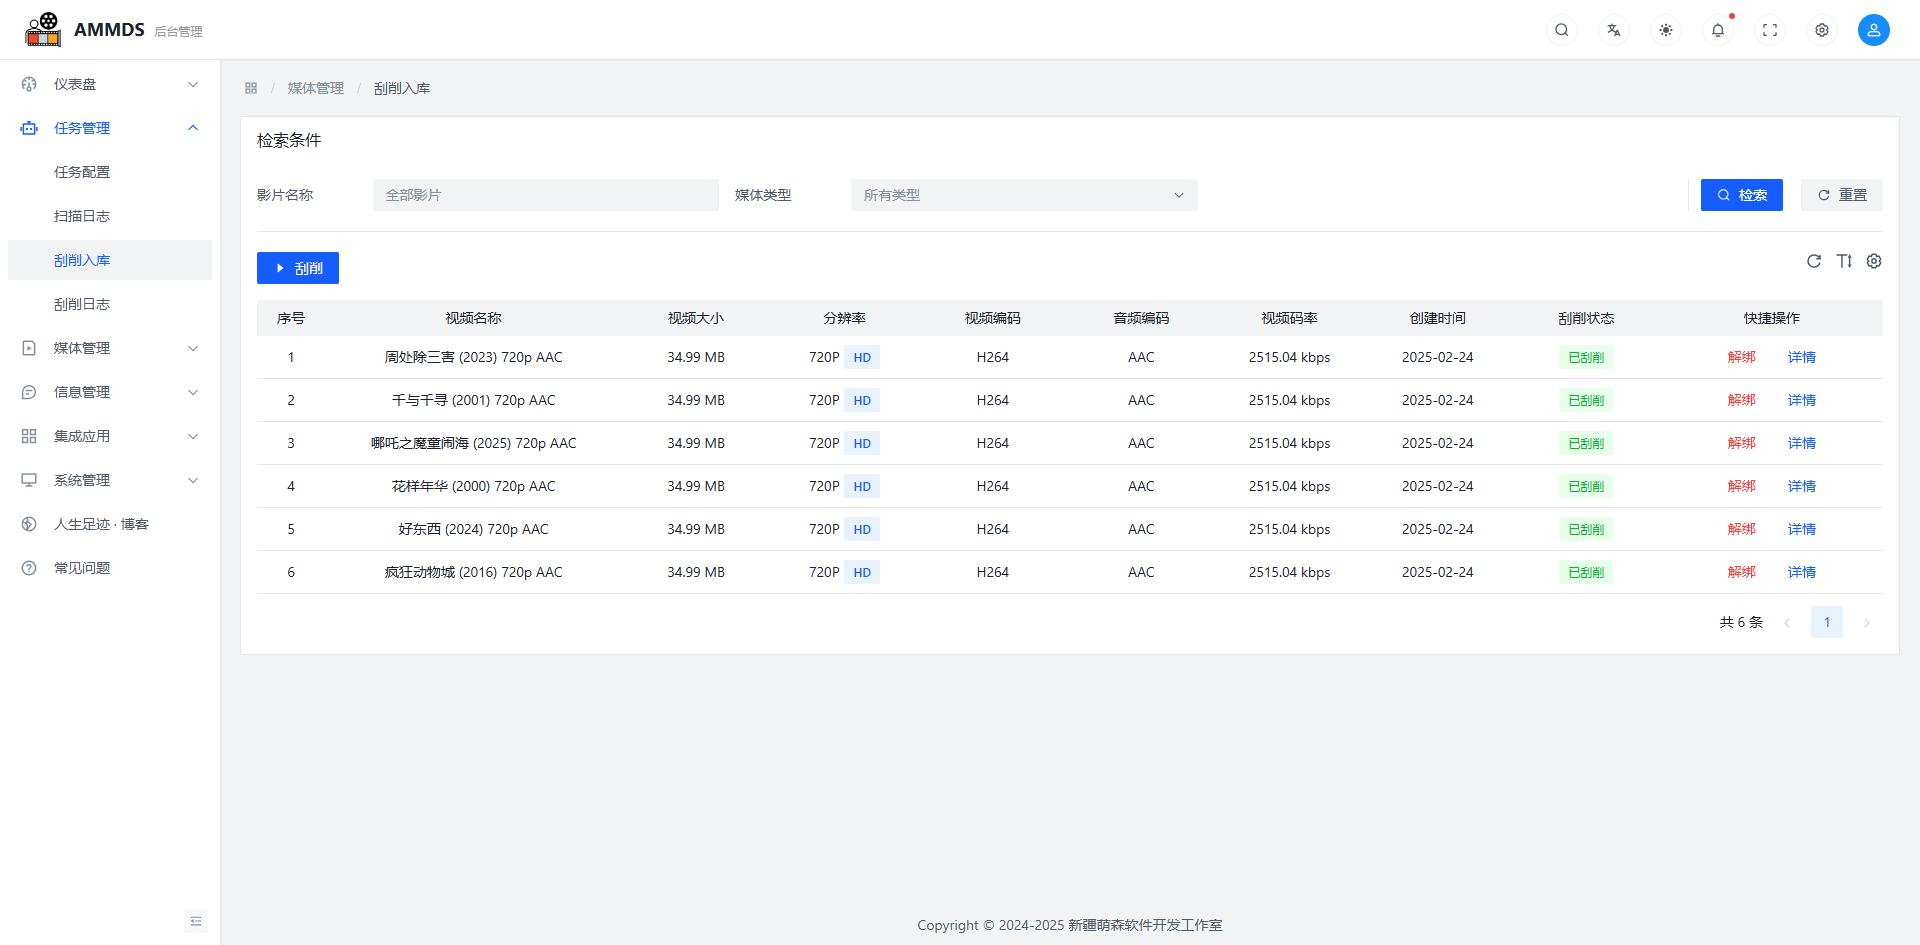 AMMDS 后台管理
仪表盘
任务管理
任务配置
扫描日志
刮削入库
刮削日志
媒体管理
信息管理
集成应用
系统管理
人生足迹 · 博客
常见问题
/ 媒体管理 / 刮削入库
检索条件
影片名称 全部影片 媒体类型 所有类型 检索 重置
刮削
序号 视频名称 视频大小 分辨率 视频编码 音频编码 视频码率 创建时间 刮削状态 快捷操作
1 周处除三害 (2023) 720p AAC 34.99 MB 720P HD H264 AAC 2515.04 kbps 2025-02-24 已刮削 解绑 详情
2 千与千寻 (2001) 720p AAC 34.99 MB 720P HD H264 AAC 2515.04 kbps 2025-02-24 已刮削 解绑 详情
3 哪吒之魔童闹海 (2025) 720p AAC 34.99 MB 720P HD H264 AAC 2515.04 kbps 2025-02-24 已刮削 解绑 详情
4 花样年华 (2000) 720p AAC 34.99 MB 720P HD H264 AAC 2515.04 kbps 2025-02-24 已刮削 解绑 详情
5 好东西 (2024) 720p AAC 34.99 MB 720P HD H264 AAC 2515.04 kbps 2025-02-24 已刮削 解绑 详情
6 疯狂动物城 (2016) 720p AAC 34.99 MB 720P HD H264 AAC 2515.04 kbps 2025-02-24 已刮削 解绑 详情
共 6 条 1
Copyright © 2024-2025 新疆萌森软件开发工作室